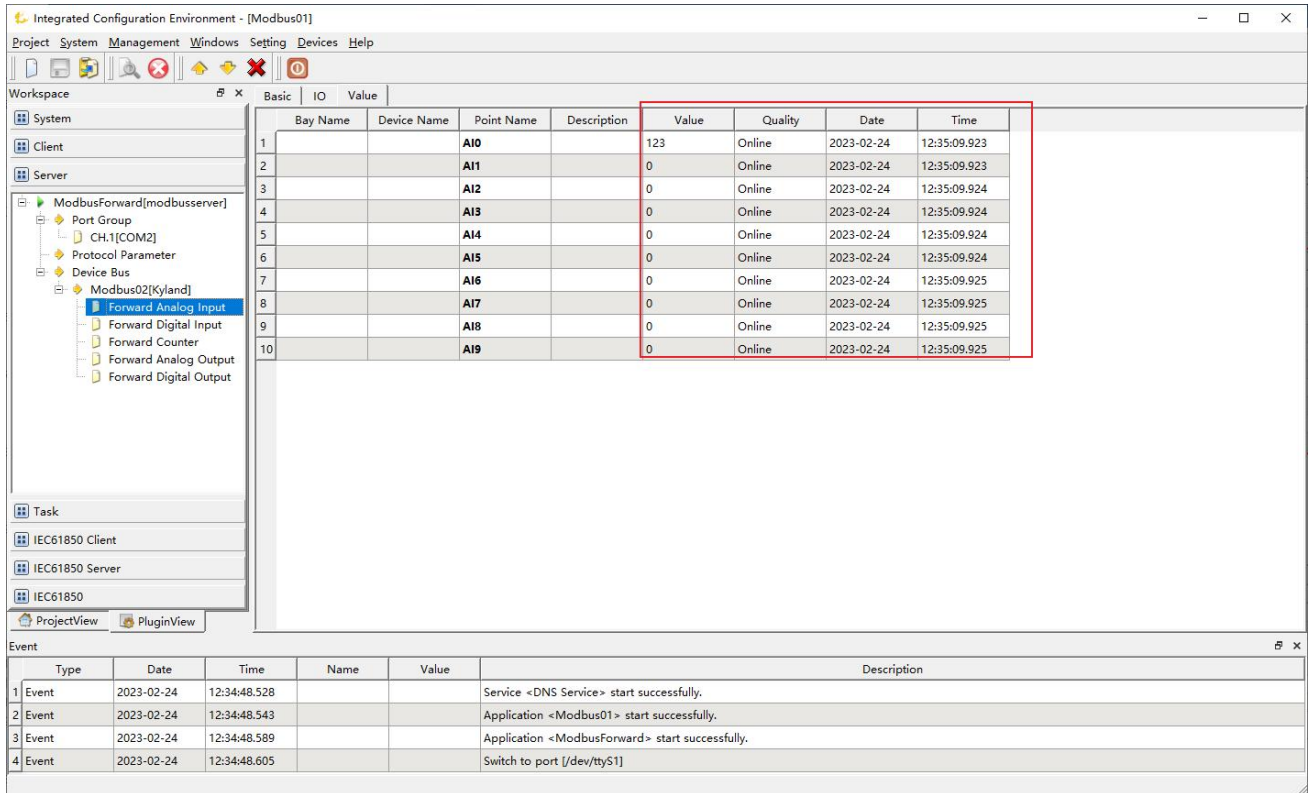 Integrated Configuration Environment - [Modbus01]
Project System Management Windows Setting Devices Help
Workspace
System
Client
Server
ModbusForward[modbusserver]
Port Group
CH.1[COM2]
Protocol Parameter
Device Bus
Modbus02[Kyland]
Forward Analog Input
Forward Digital Input
Forward Counter
Forward Analog Output
Forward Digital Output
Task
IEC61850 Client
IEC61850 Server
IEC61850
ProjectView PluginView
Basic IO Value
Bay Name Device Name Point Name Description Value Quality Date Time
1 AI0 123 Online 2023-02-24 12:35:09.923
2 AI1 0 Online 2023-02-24 12:35:09.923
3 AI2 0 Online 2023-02-24 12:35:09.924
4 AI3 0 Online 2023-02-24 12:35:09.924
5 AI4 0 Online 2023-02-24 12:35:09.924
6 AI5 0 Online 2023-02-24 12:35:09.924
7 AI6 0 Online 2023-02-24 12:35:09.925
8 AI7 0 Online 2023-02-24 12:35:09.925
9 AI8 0 Online 2023-02-24 12:35:09.925
10 AI9 0 Online 2023-02-24 12:35:09.925
Event
Type Date Time Name Value Description
1 Event 2023-02-24 12:34:48.528 Service <DNS Service> start successfully.
2 Event 2023-02-24 12:34:48.543 Application <Modbus01> start successfully.
3 Event 2023-02-24 12:34:48.589 Application <ModbusForward> start successfully.
4 Event 2023-02-24 12:34:48.605 Switch to port [/dev/ttyS1]